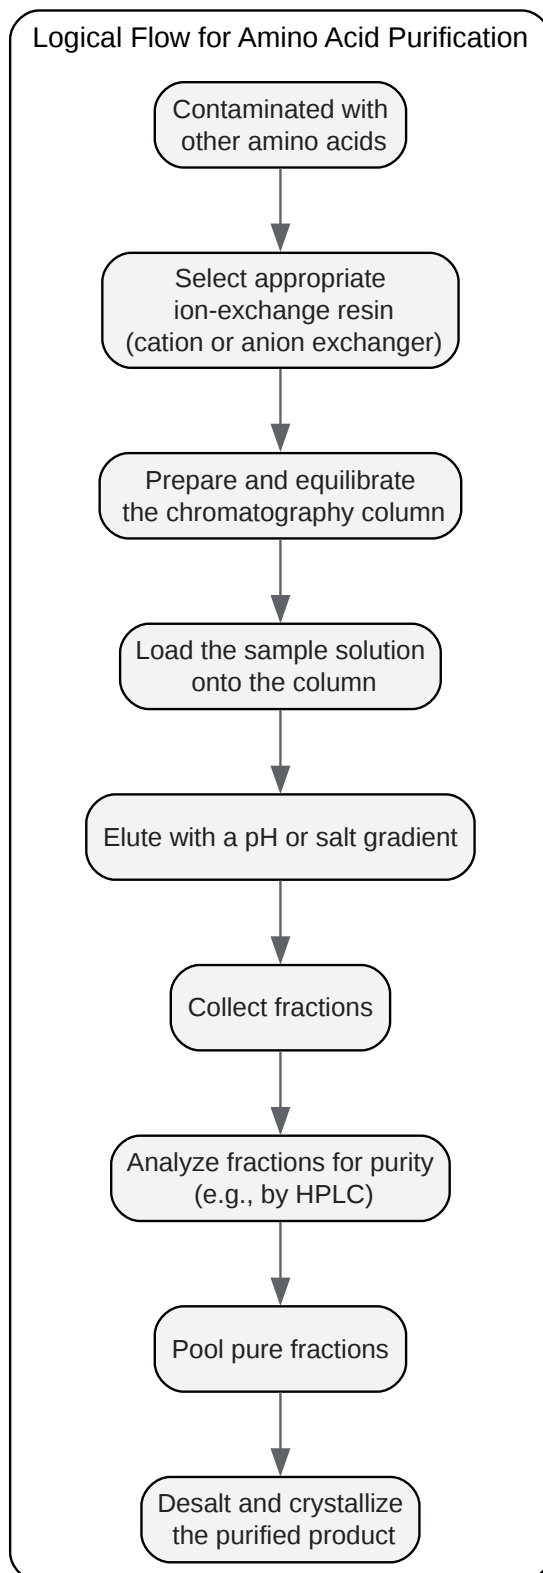 Logical Flow for Amino Acid Purification
Contaminated with
other amino acids
Select appropriate
ion-exchange resin
(cation or anion exchanger)
Prepare and equilibrate
the chromatography column
Load the sample solution
onto the column
Elute with a pH or salt gradient
Collect fractions
Analyze fractions for purity
(e.g., by HPLC)
Pool pure fractions
Desalt and crystallize
the purified product